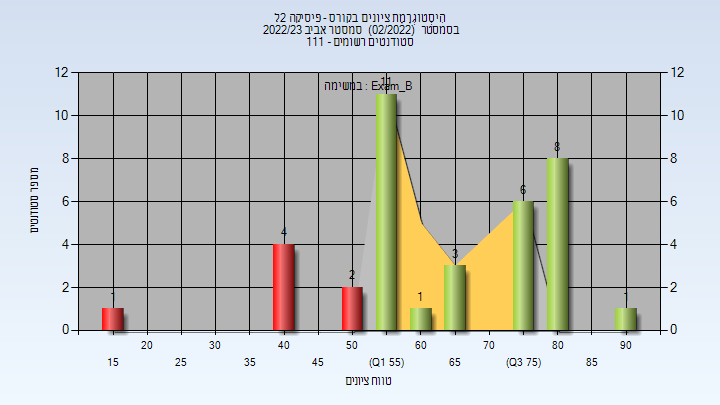 היסטוגרמת ציונים בקורס - פיסיקה 2ל
בסמסטר (02/2022) סמסטר אביב 2022/23
סטודנטים רשומים - 111
במשימה : Exam_B
מספר סטודנטים
12 12
10 10
8 8
6 6
4 4
2 2
0 0
1 4 2 11 1 3 6 8 1
20 30 40 50 60 70 80 90
15 25 35 45 (Q1 55) 65 (Q3 75) 85
טווח ציונים